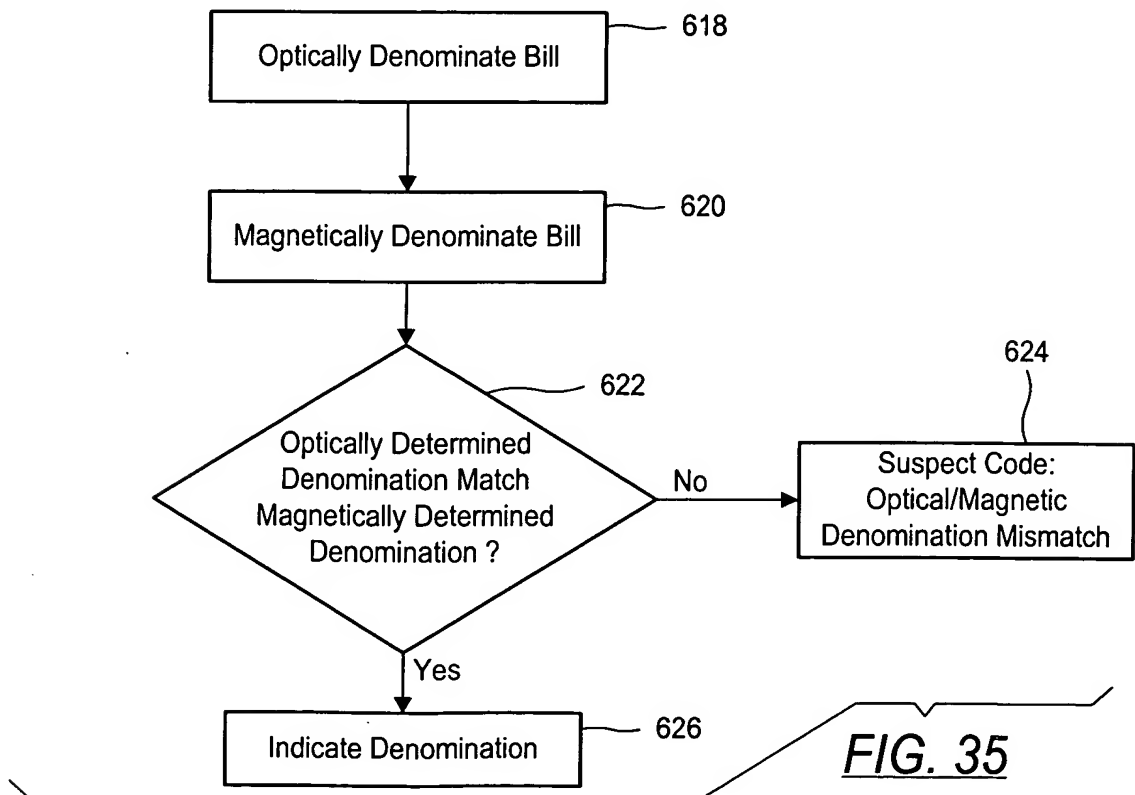 Optically Denominate Bill
618
Magnetically Denominate Bill
620
Optically Determined
Denomination Match
Magnetically Determined
Denomination ?
622
No
624
Suspect Code:
Optical/Magnetic
Denomination Mismatch
Yes
Indicate Denomination
626
FIG. 35